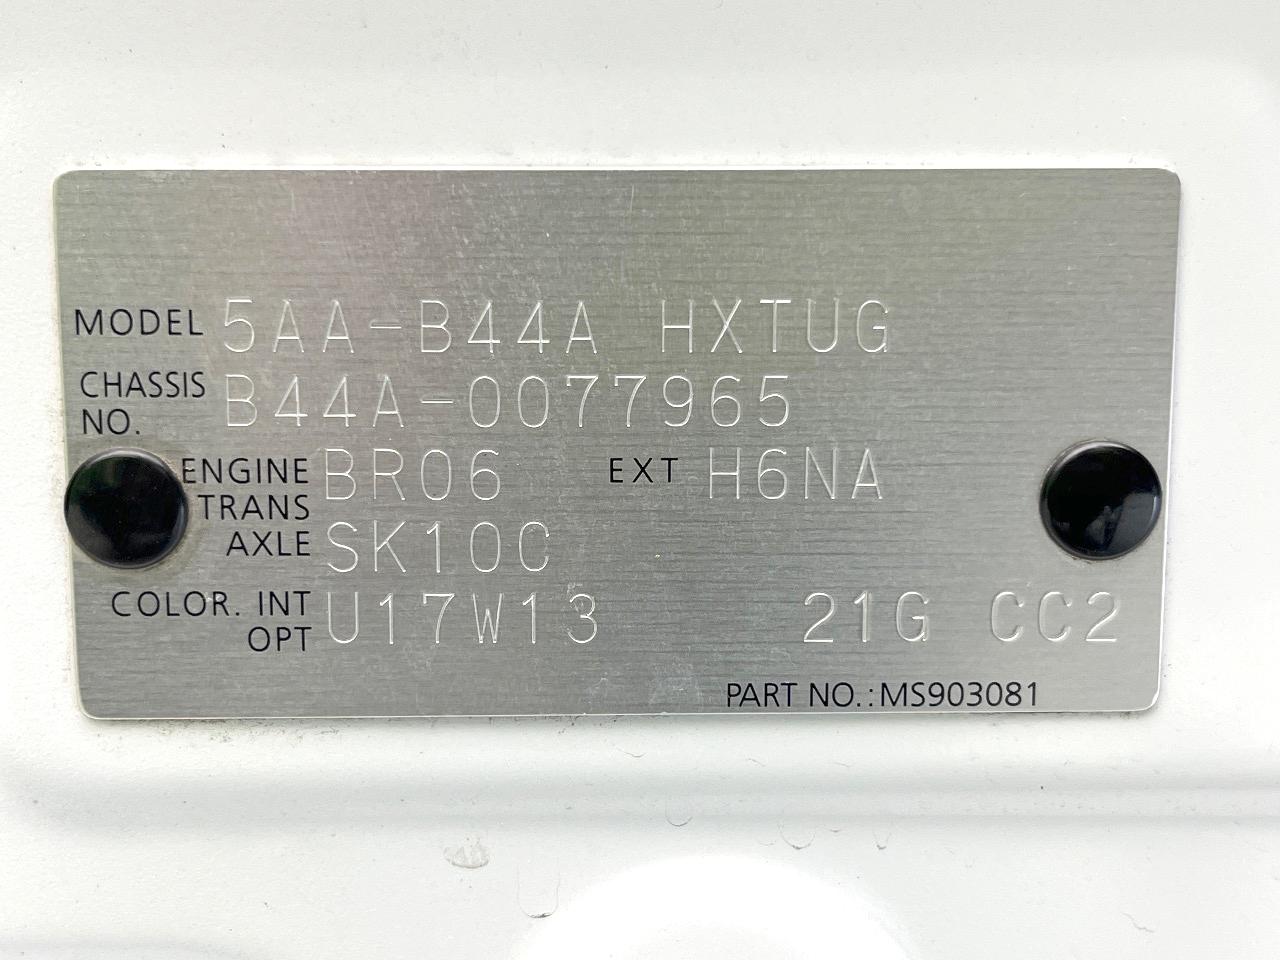 MODEL 5AA-B44A HXTUG
CHASSIS NO. B44A-0077965
ENGINE BR06 EXT H6NA
TRANS AXLE SK10C
COLOR. INT OPT U17W13 21G CC2
PART NO.: MS903081